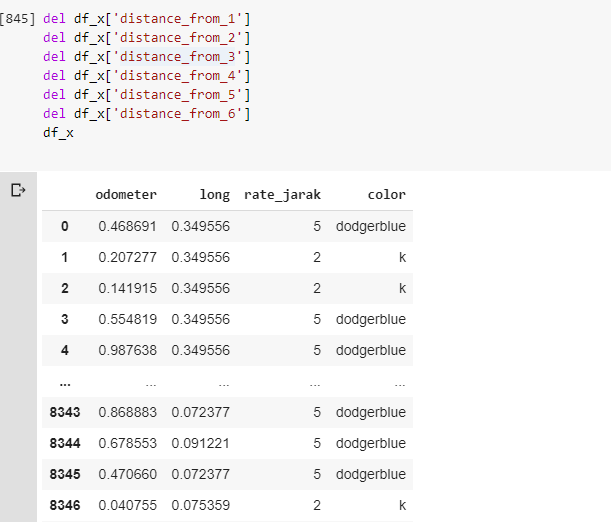 [845] del df_x['distance_from_1']
del df_x['distance_from_2']
del df_x['distance_from_3']
del df_x['distance_from_4']
del df_x['distance_from_5']
del df_x['distance_from_6']
df_x
odometer long rate_jarak color
0 0.468691 0.349556 5 dodgerblue
1 0.207277 0.349556 2 k
2 0.141915 0.349556 2 k
3 0.554819 0.349556 5 dodgerblue
4 0.987638 0.349556 5 dodgerblue
... ... ... ... ...
8343 0.868883 0.072377 5 dodgerblue
8344 0.678553 0.091221 5 dodgerblue
8345 0.470660 0.072377 5 dodgerblue
8346 0.040755 0.075359 2 k